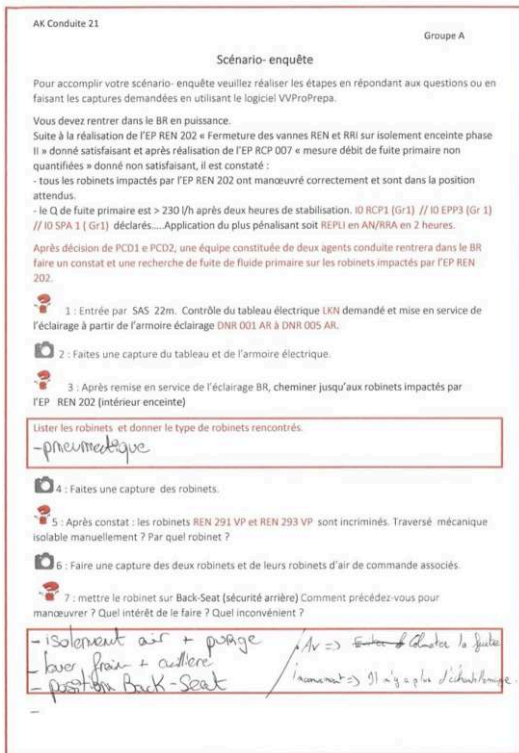 AK Conduite 21
Groupe A
Scénario- enquête
Pour accomplir votre scénario- enquête veuillez réaliser les étapes en répondant aux questions ou en
faisant les captures demandées en utilisant le logiciel VVProPrepa.
Vous devez rentrer dans le BR en puissance.
Suite à la réalisation de l'EP REN 202 « Fermeture des vannes REN et RRI sur isolement enceinte phase
II » donné satisfaisant et après réalisation de l'EP RCP 007 « mesure débit de fuite primaire non
quantifiées » donné non satisfaisant, il est constaté :
- tous les robinets impactés par l'EP REN 202 ont manœuvré correctement et sont dans la position
attendus.
- le Q de fuite primaire est > 230 l/h après deux heures de stabilisation. I0 RCP1 (Gr1) // I0 EPP3 (Gr 1)
// I0 SPA 1 ( Gr1) déclarés.....Application du plus pénalisant soit REPLI en AN/RRA en 2 heures.
Après décision de PCD1 e PCD2, une équipe constituée de deux agents conduite rentrera dans le BR
faire un constat et une recherche de fuite de fluide primaire sur les robinets impactés par l'EP REN
202.
1 : Entrée par SAS 22m. Contrôle du tableau électrique LKN demandé et mise en service de
l'éclairage à partir de l'armoire éclairage DNR 001 AR à DNR 005 AR.
2 : Faites une capture du tableau et de l'armoire électrique.
3 : Après remise en service de l'éclairage BR, cheminer jusqu'aux robinets impactés par
l'EP REN 202 (intérieur enceinte)
Lister les robinets et donner le type de robinets rencontrés.
-pneumatique
4 : Faites une capture des robinets.
5 : Après constat : les robinets REN 291 VP et REN 293 VP sont incriminés. Traversé mécanique
isolable manuellement ? Par quel robinet ?
6 : Faire une capture des deux robinets et de leurs robinets d'air de commande associés.
7 : mettre le robinet sur Back-Seat (sécurité arrière) Comment précédez-vous pour
manœuvrer ? Quel intérêt de le faire ? Quel inconvénient ?
- isolement air + purge
- lever frein +
- position Back-Seat
-
Av => Colmater la fuite
=> Il n'y a plus d'échantillonnage.